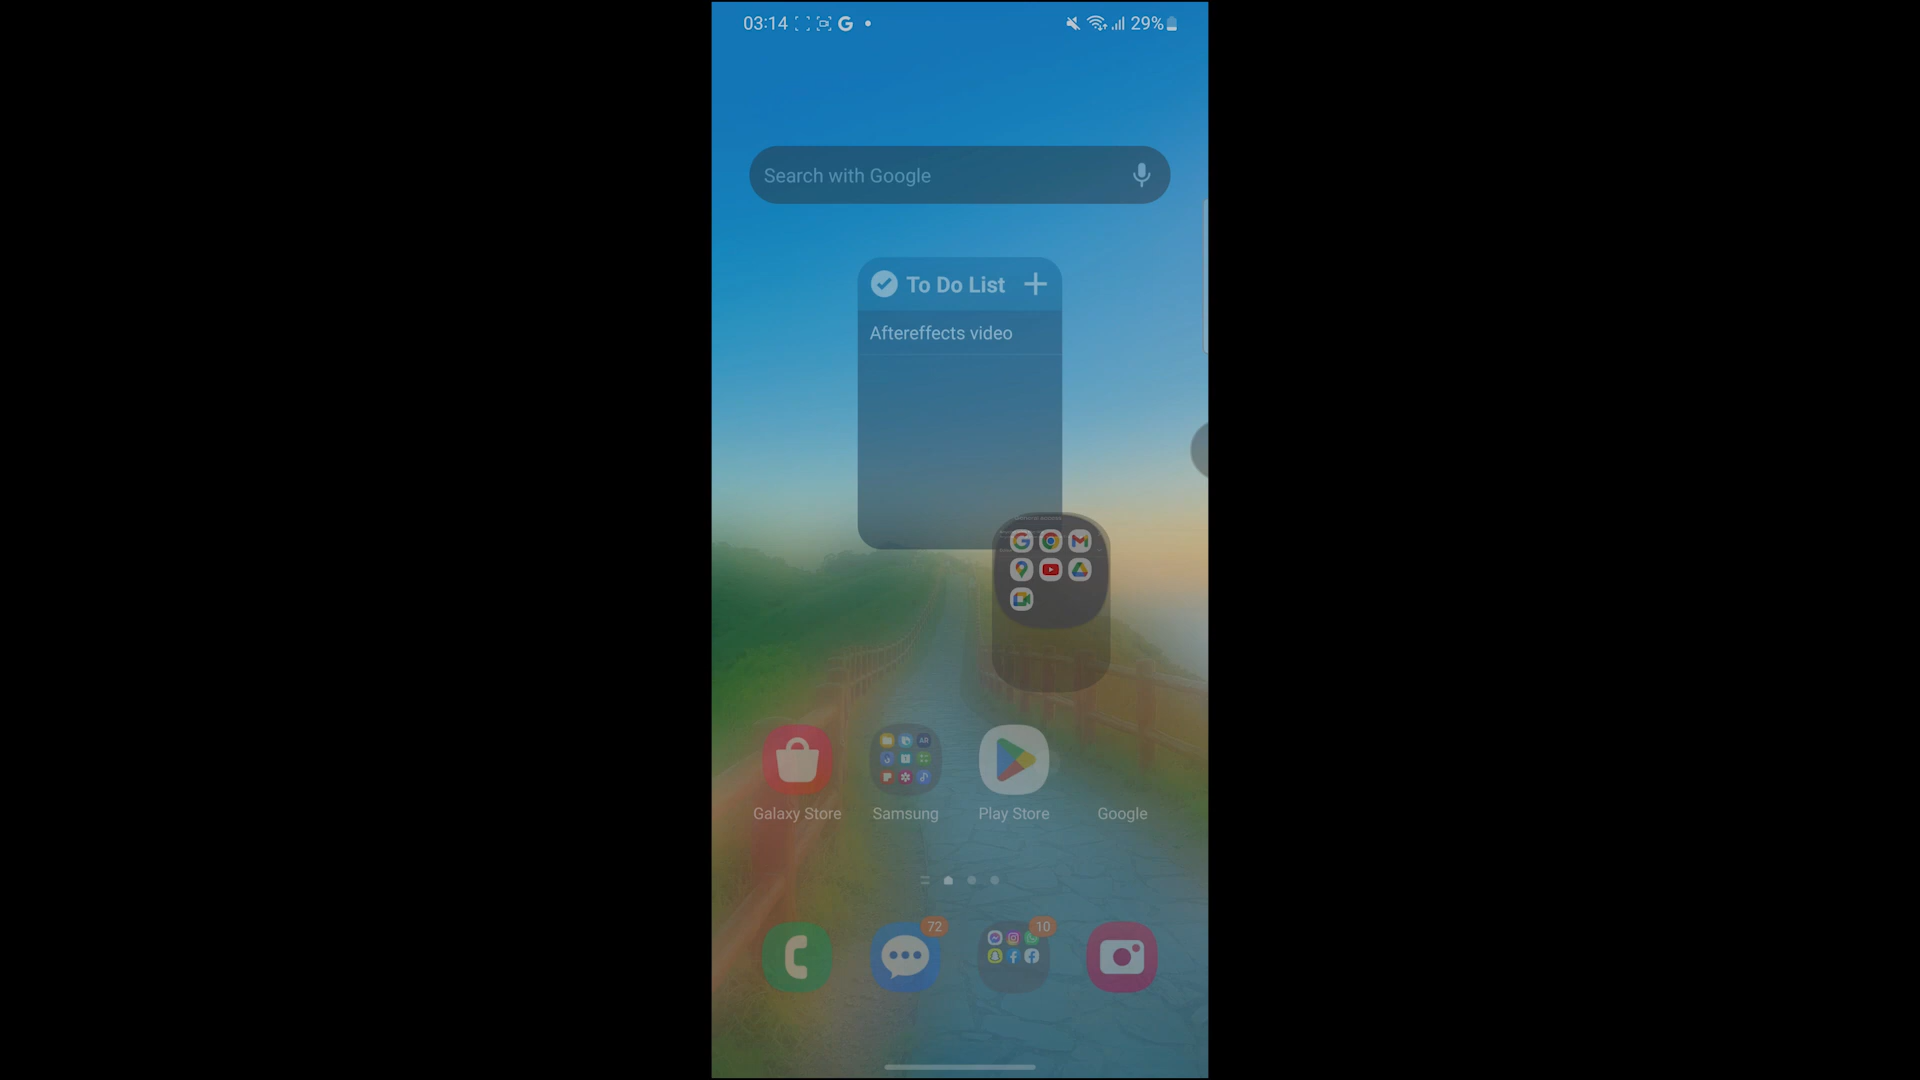 03:14
29%
Search with Google
To Do List
Aftereffects video
Galaxy Store
Samsung
Play Store
Google
72
10